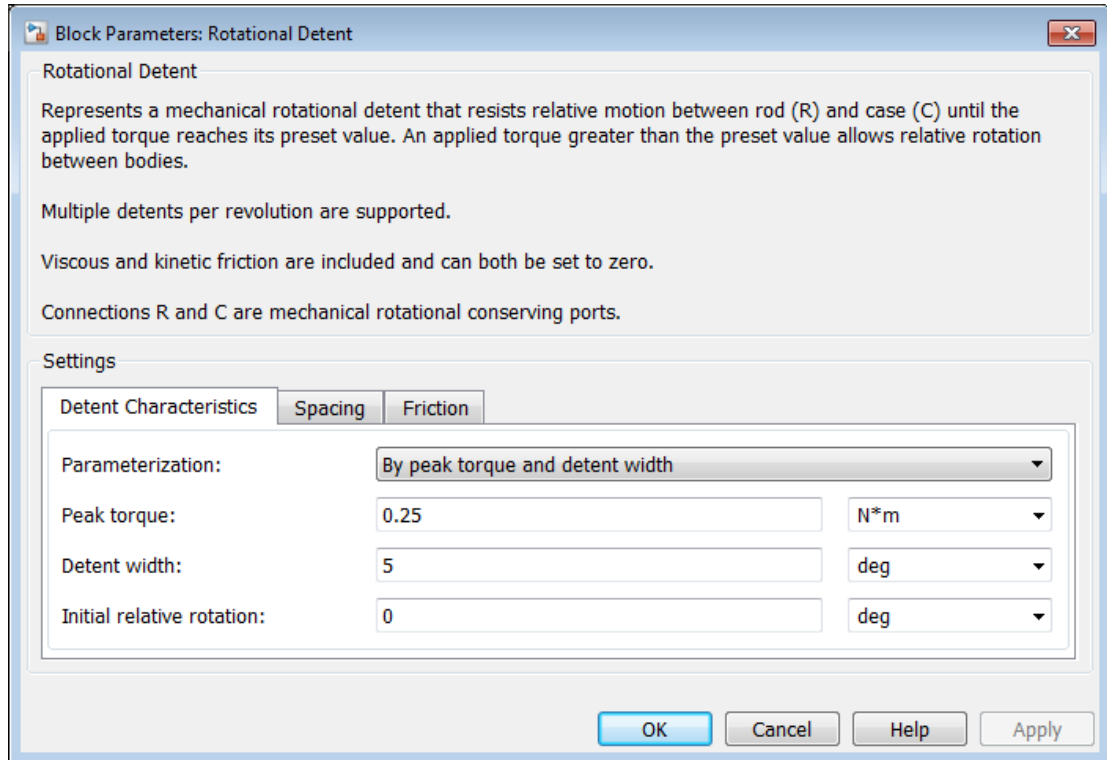 Block Parameters: Rotational Detent
Rotational Detent
Represents a mechanical rotational detent that resists relative motion between rod (R) and case (C) until the
applied torque reaches its preset value. An applied torque greater than the preset value allows relative rotation
between bodies.
Multiple detents per revolution are supported.
Viscous and kinetic friction are included and can both be set to zero.
Connections R and C are mechanical rotational conserving ports.
Settings
Detent Characteristics Spacing Friction
Parameterization: By peak torque and detent width
Peak torque: 0.25 N*m
Detent width: 5 deg
Initial relative rotation: 0 deg
OK Cancel Help Apply